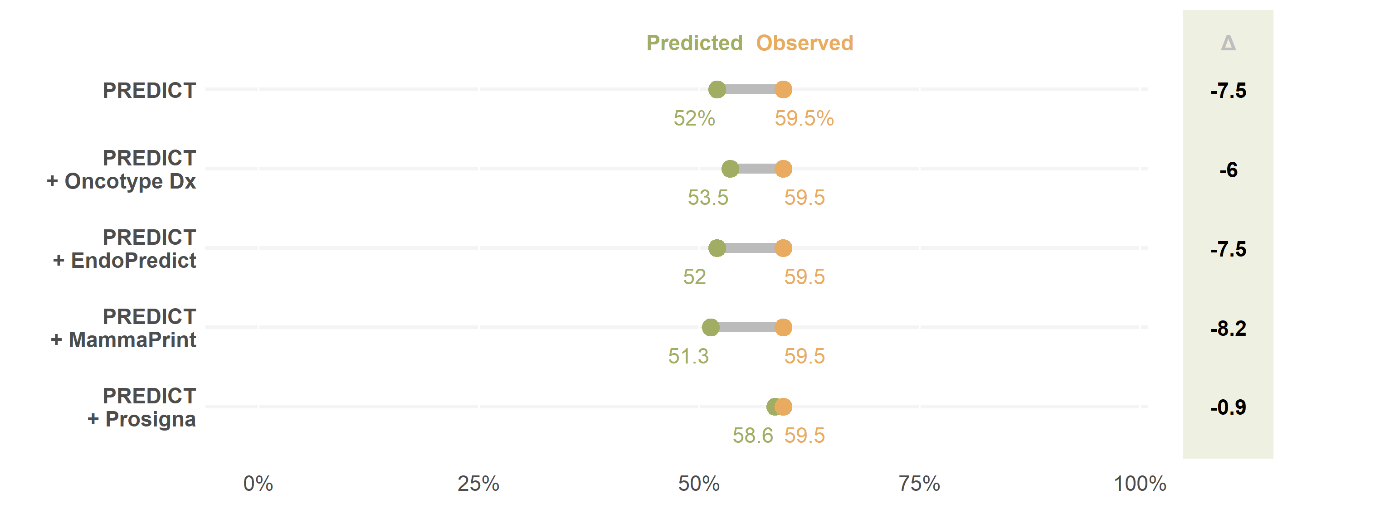 Predicted Observed Δ
PREDICT -7.5
52% 59.5%
PREDICT
+ Oncotype Dx -6
53.5 59.5
PREDICT
+ EndoPredict -7.5
52 59.5
PREDICT
+ MammaPrint -8.2
51.3 59.5
PREDICT
+ Prosigna -0.9
58.6 59.5
0% 25% 50% 75% 100%